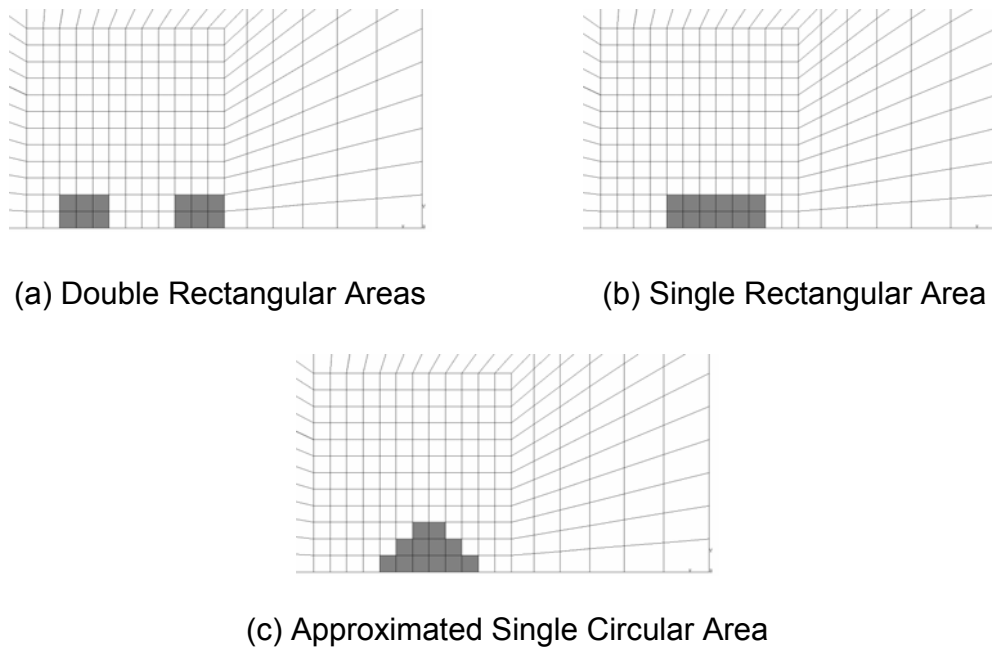 (a) Double Rectangular Areas
(b) Single Rectangular Area
(c) Approximated Single Circular Area